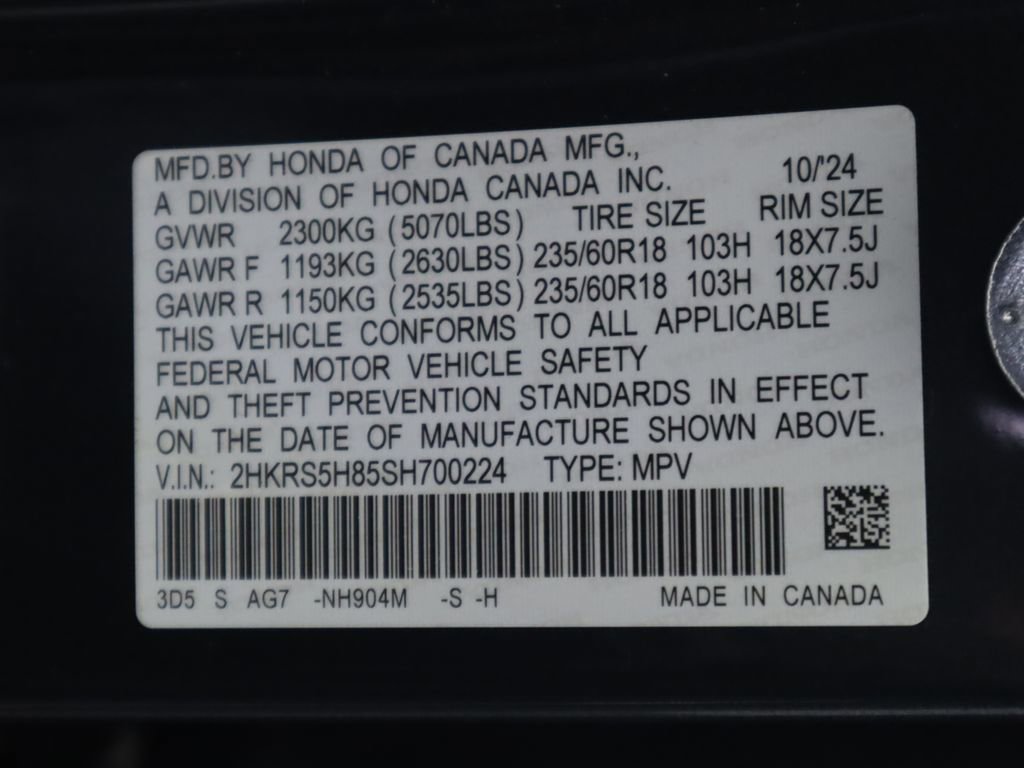 MFD.BY HONDA OF CANADA MFG.,
A DIVISION OF HONDA CANADA INC. 10/'24
GVWR 2300KG (5070LBS) TIRE SIZE RIM SIZE
GAWR F 1193KG (2630LBS) 235/60R18 103H 18X7.5J
GAWR R 1150KG (2535LBS) 235/60R18 103H 18X7.5J
THIS VEHICLE CONFORMS TO ALL APPLICABLE
FEDERAL MOTOR VEHICLE SAFETY
AND THEFT PREVENTION STANDARDS IN EFFECT
ON THE DATE OF MANUFACTURE SHOWN ABOVE.
V.I.N.: 2HKRS5H85SH700224 TYPE: MPV
3D5 S AG7 -NH904M -S -H MADE IN CANADA